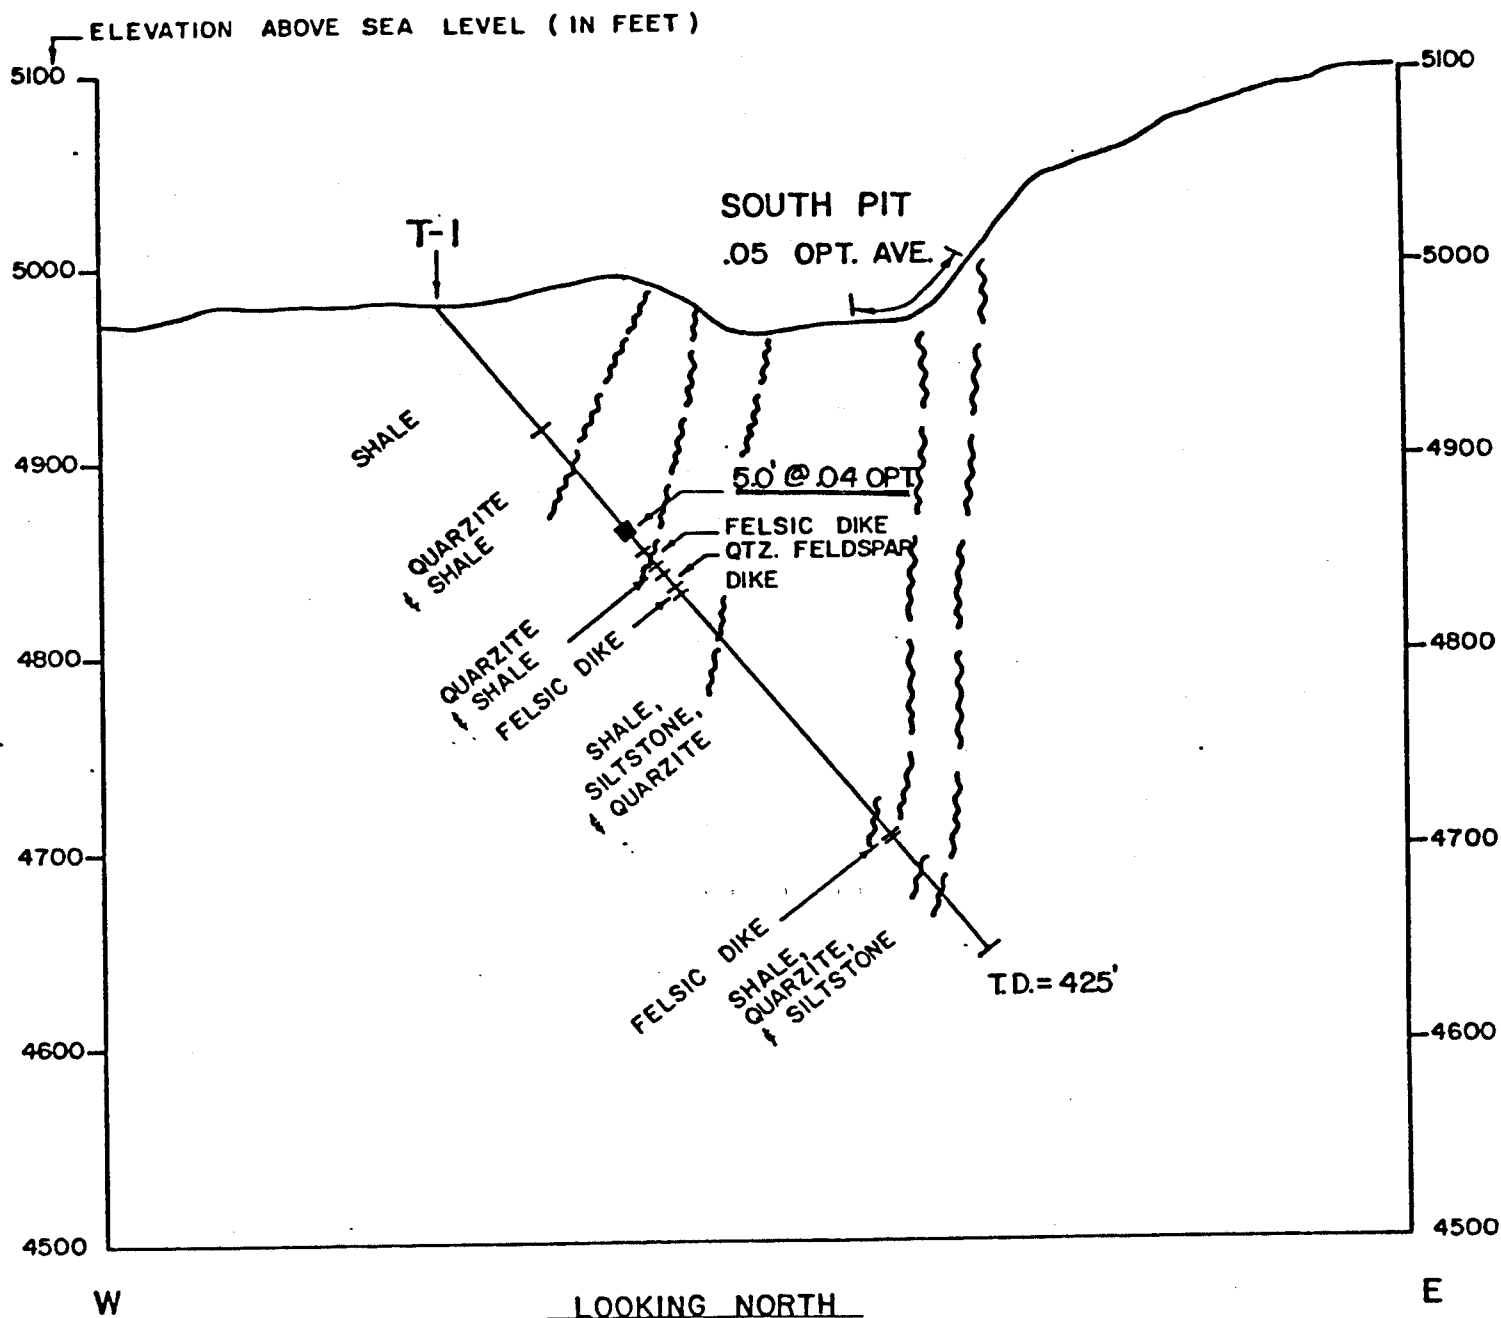 ELEVATION ABOVE SEA LEVEL (IN FEET)
5100
5100
SOUTH PIT
.05 OPT. AVE.
T-1
5000
5000
SHALE
4900
4900
5.0' @ .04 OPT.
QUARZITE
& SHALE
FELSIC DIKE
QTZ. FELDSPAR
DIKE
QUARZITE
& SHALE
FELSIC DIKE
4800
4800
SHALE,
SILTSTONE,
& QUARZITE
4700
4700
FELSIC DIKE
SHALE,
QUARZITE,
& SILTSTONE
T.D. = 425'
4600
4600
4500
4500
W
LOOKING NORTH
E